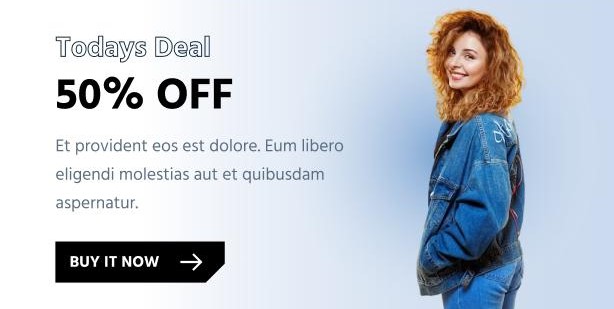 Todays Deal
50% OFF
Et provident eos est dolore. Eum libero
eligendi molestias aut et quibusdam
aspernatur.
BUY IT NOW